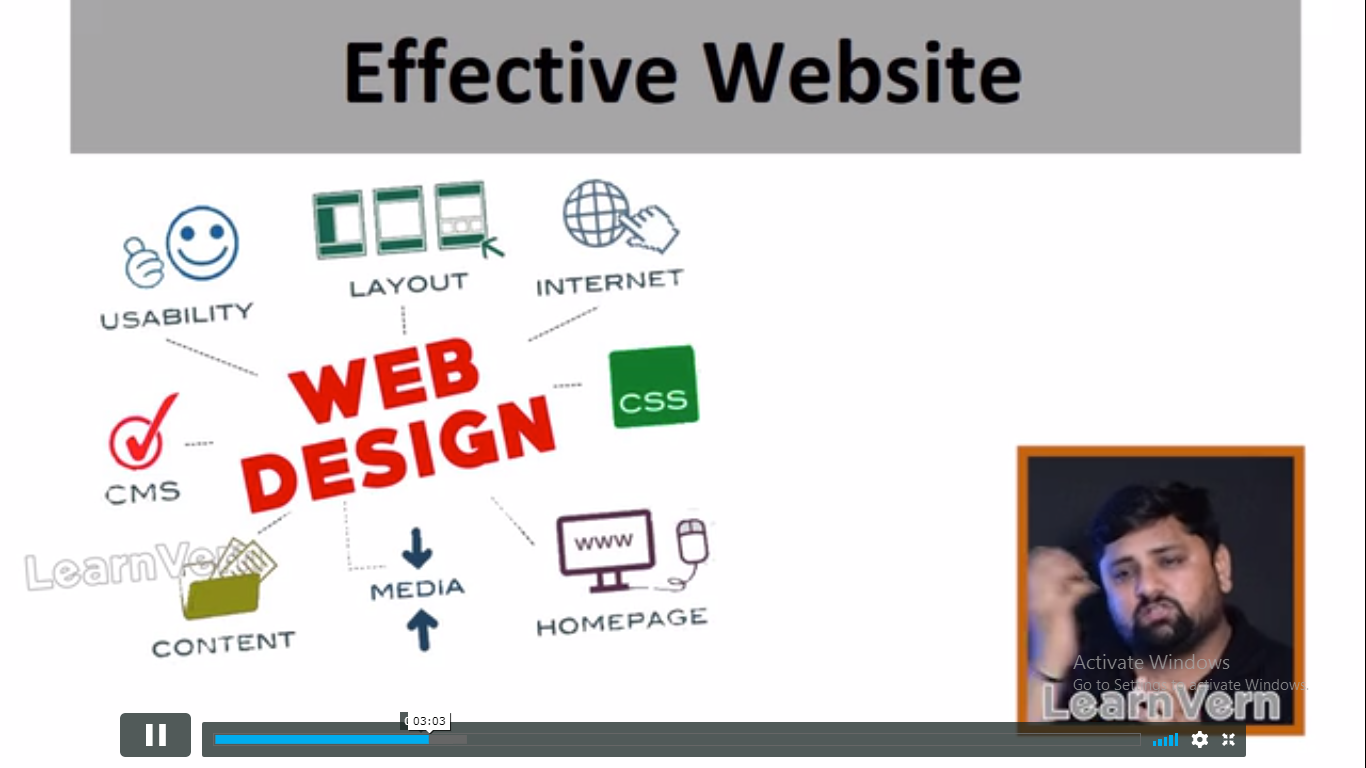 Effective Website
USABILITY
LAYOUT
INTERNET
WEB
DESIGN
CSS
CMS
LearnVern
CONTENT
MEDIA
www
HOMEPAGE
Activate Windows
Go to Settings to activate Windows.
LearnVern
03:03